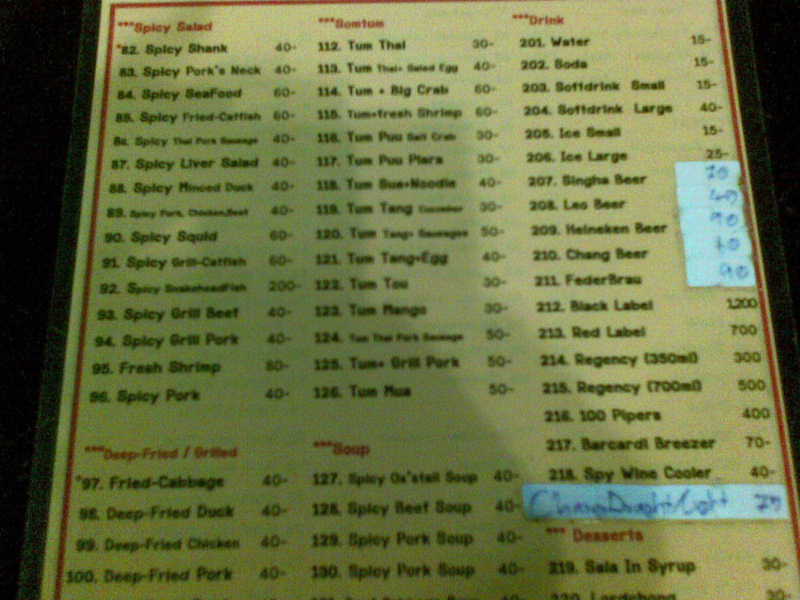 ***Spicy Salad
*82. Spicy Shank 40-
83. Spicy Pork's Neck 40-
84. Spicy SeaFood 60-
85. Spicy Fried-Catfish 60-
86. Spicy Thai Pork Sausage 40-
87. Spicy Liver Salad 40-
88. Spicy Minced Duck 40-
89. Spicy Pork, Chicken,Beef 40-
90. Spicy Squid 60-
91. Spicy Grill-Catfish 60-
92. Spicy SnakeheadFish 200-
93. Spicy Grill Beef 40-
94. Spicy Grill Pork 40-
95. Fresh Shrimp 80-
96. Spicy Pork 40-
***Deep-Fried / Grilled
*97. Fried-Cabbage 40-
98. Deep-Fried Duck 40-
99. Deep-Fried Chicken 40-
100. Deep-Fried Pork 40-
***Somtum
112. Tum Thai 30-
113. Tum Thai+ Salad Egg 40-
114. Tum + Big Crab 60-
115. Tum+fresh Shrimp 60-
116. Tum Puu Salt Crab 30-
117. Tum Puu Plara 30-
118. Tum Sua+Noodle 40-
119. Tum Tang Cucumber 30-
120. Tum Tang+ Sausages 50-
121. Tum Tang+Egg 40-
122. Tum Tou 30-
123. Tum Mango 30-
124. Tum Thai Pork Sausage 50-
125. Tum+ Grill Pork 50-
126. Tum Mua 50-
***Soup
127. Spicy Ox'stail Soup 40-
128. Spicy Beef Soup 40-
129. Spicy Pork Soup 40-
130. Spicy Pork Soup 40-
***Drink
201. Water 15-
202. Soda 15-
203. Softdrink Small 15-
204. Softdrink Large 40-
205. Ice Small 15-
206. Ice Large 25-
207. Singha Beer
208. Leo Beer
209. Heineken Beer 90
210. Chang Beer
211. FederBrau 90
212. Black Label 1,200
213. Red Label 700
214. Regency (350ml) 300
215. Regency (700ml) 500
216. 100 Pipers 400
217. Barcardi Breezer 70-
218. Spy Wine Cooler 40-
Chang Draught
*** Desserts
219. Sala In Syrup 30-
220. Lordchong 30-